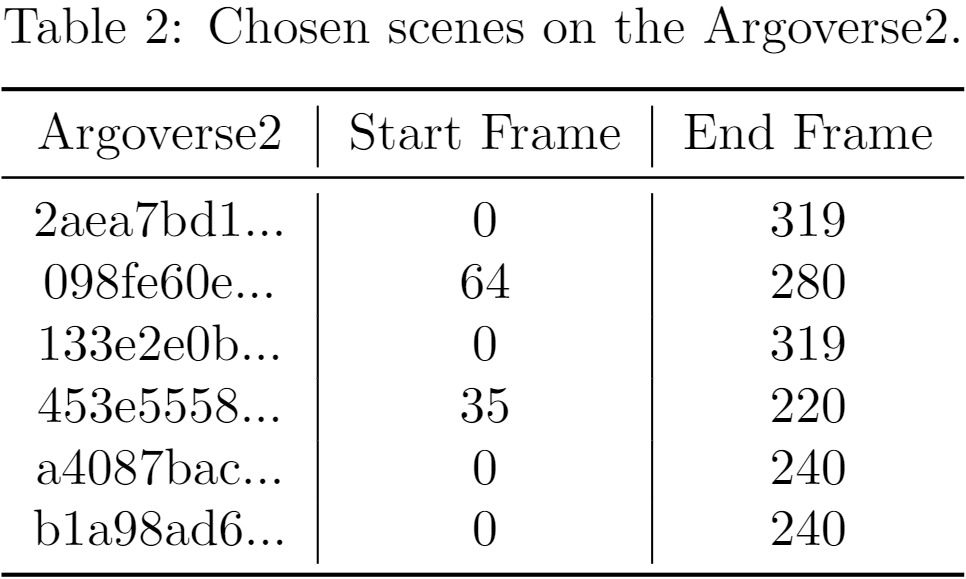 Table 2: Chosen scenes on the Argoverse2.
Argoverse2 Start Frame End Frame
2aea7bd1... 0 319
098fe60e... 64 280
133e2e0b... 0 319
453e5558... 35 220
a4087bac... 0 240
b1a98ad6... 0 240